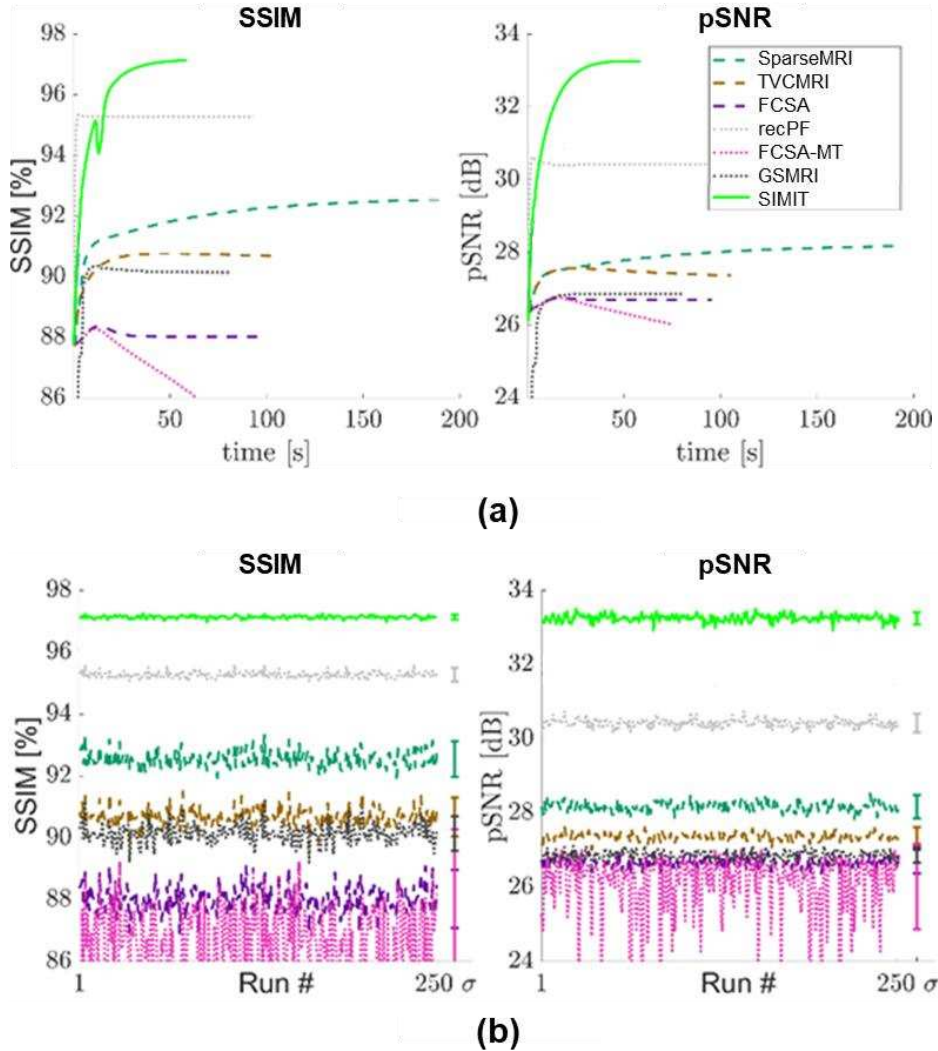 SSIM
pSNR
SSIM [%]
98
96
94
92
90
88
86
50
100
150
200
time [s]
pSNR [dB]
34
32
30
28
26
24
50
100
150
200
time [s]
SparseMRI
TVCMRI
FCSA
recPF
FCSA-MT
GSMRI
SIMIT
(a)
SSIM
pSNR
SSIM [%]
98
96
94
92
90
88
86
1
Run #
250 σ
pSNR [dB]
34
32
30
28
26
24
1
Run #
250 σ
(b)